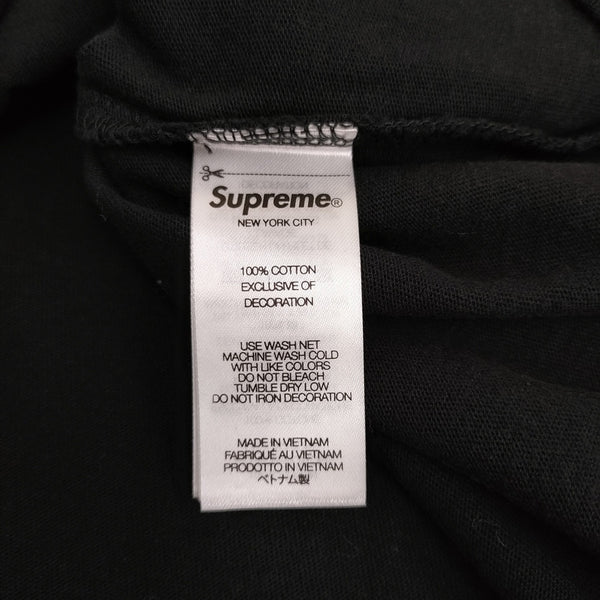 Supreme®
NEW YORK CITY
100% COTTON
EXCLUSIVE OF
DECORATION
USE WASH NET
MACHINE WASH COLD
WITH LIKE COLORS
DO NOT BLEACH
TUMBLE DRY LOW
DO NOT IRON DECORATION
MADE IN VIETNAM
FABRIQUÉ AU VIETNAM
PRODOTTO IN VIETNAM
ベトナム製